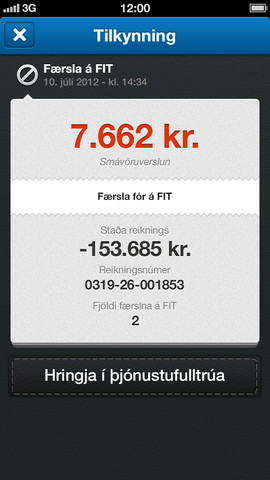 3G 12:00
Tilkynning
Færsla á FIT
10. júlí 2012 - kl. 14:34
7.662 kr.
Smávöruverslun
Færsla fór á FIT
Staða reiknings
-153.685 kr.
Reikningsnúmer
0319-26-001853
Fjöldi færslna á FIT
2
Hringja í þjónustufulltrúa